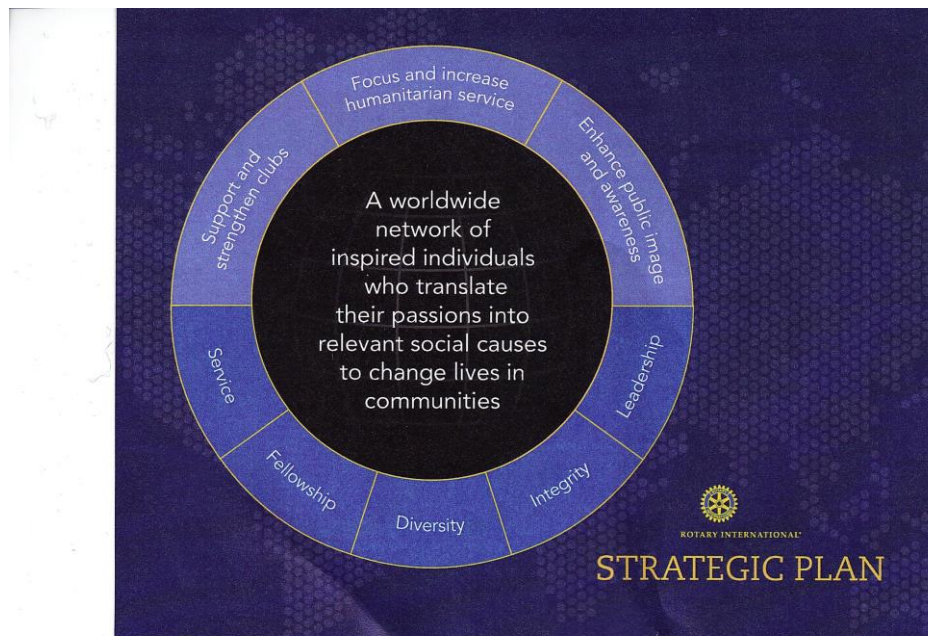 Focus and increase
humanitarian service
Support and
strengthen clubs
Enhance public image
and awareness
A worldwide
network of
inspired individuals
who translate
their passions into
relevant social causes
to change lives in
communities
Service
Fellowship
Diversity
Integrity
Leadership
ROTARY INTERNATIONAL®
STRATEGIC PLAN